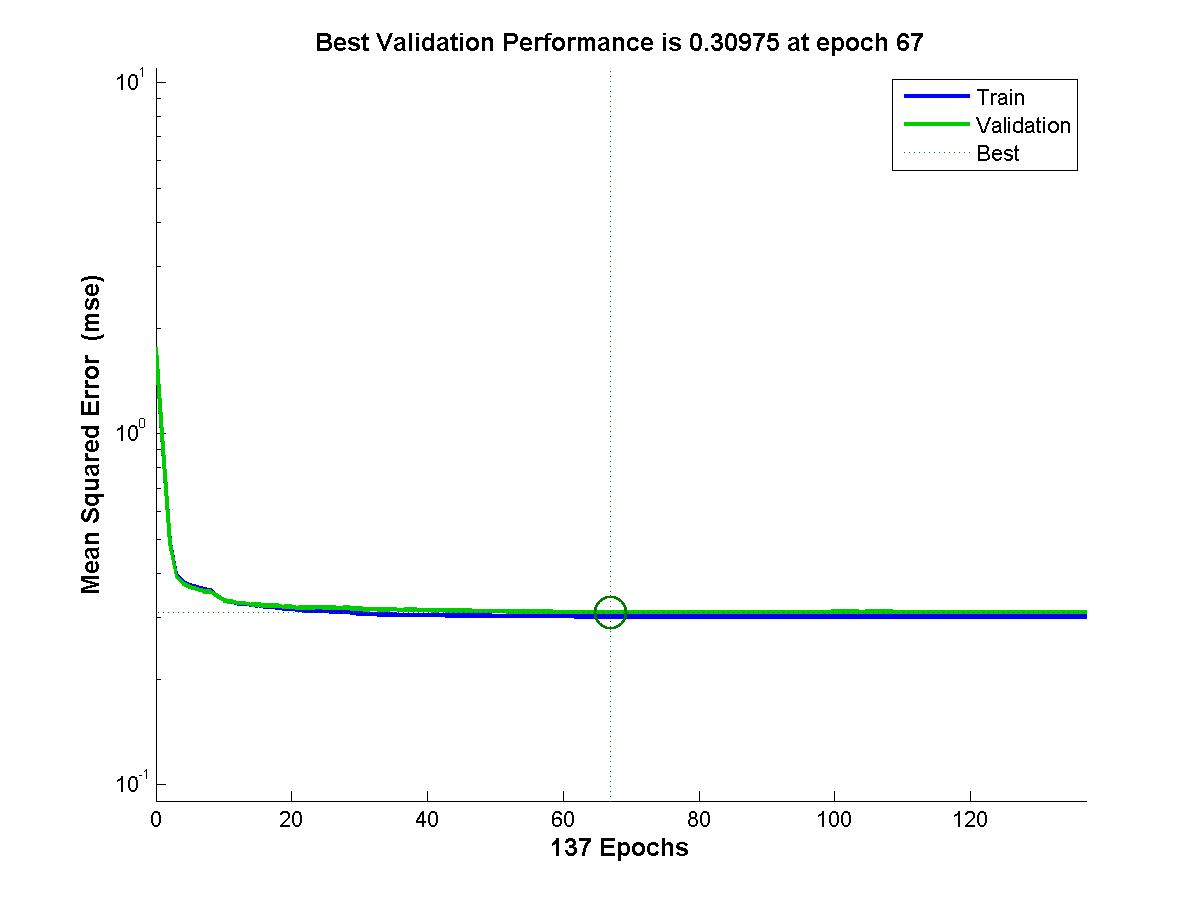 Best Validation Performance is 0.30975 at epoch 67
Train
Validation
Best
Mean Squared Error (mse)
10^1
10^0
10^-1
0 20 40 60 80 100 120
137 Epochs